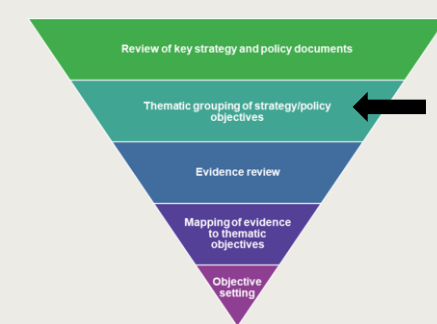 Review of key strategy and policy documents
Thematic grouping of strategy/policy
objectives
Evidence review
Mapping of evidence
to thematic
objectives
Objective
setting